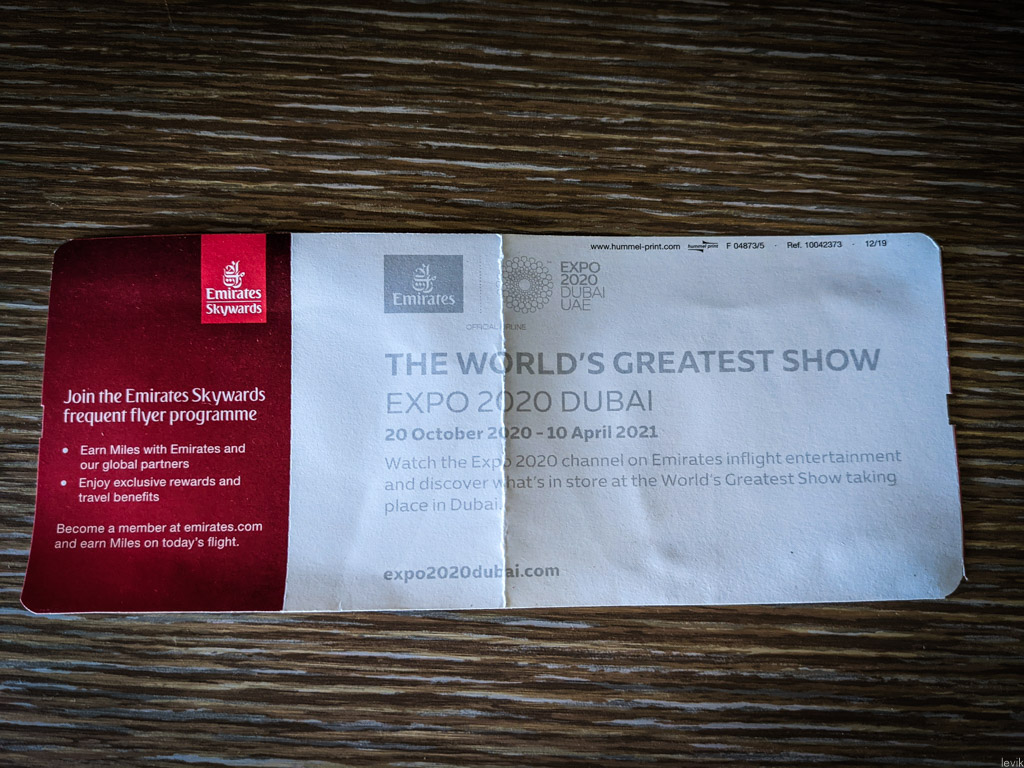 Emirates
Skywards
Join the Emirates Skywards
frequent flyer programme
• Earn Miles with Emirates and
our global partners
• Enjoy exclusive rewards and
travel benefits
Become a member at emirates.com
and earn Miles on today's flight.
www.hummel-print.com hummel print F 04873/5 · Ref. 10042373 · 12/19
Emirates
EXPO
2020
DUBAI
UAE
OFFICIAL AIRLINE
THE WORLD'S GREATEST SHOW
EXPO 2020 DUBAI
20 October 2020 - 10 April 2021
Watch the Expo 2020 channel on Emirates inflight entertainment
and discover what's in store at the World's Greatest Show taking
place in Dubai.
expo2020dubai.com
levik